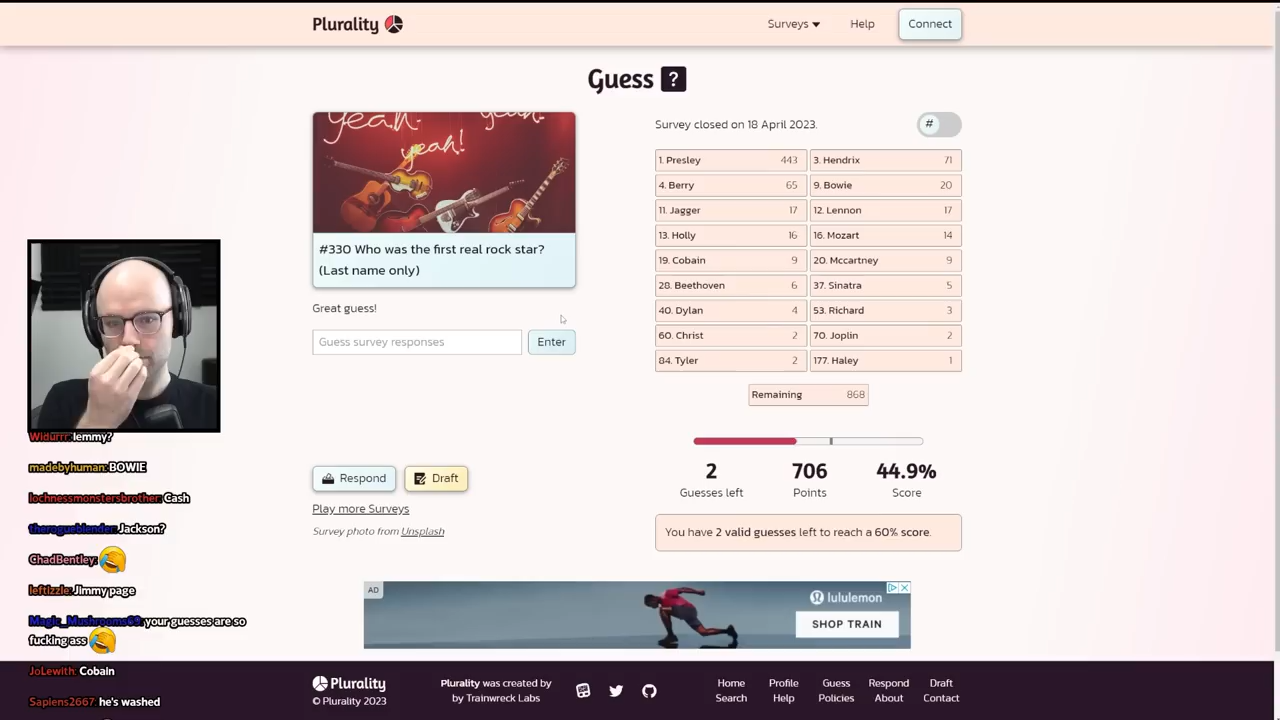 Plurality
Surveys
Help
Connect
Guess ?
yeah!
yeah!
yeah!
#330 Who was the first real rock star?
(Last name only)
Great guess!
Guess survey responses
Enter
Respond
Draft
Play more Surveys
Survey photo from Unsplash
Survey closed on 18 April 2023.
#
1. Presley 443
3. Hendrix 71
4. Berry 65
9. Bowie 20
11. Jagger 17
12. Lennon 17
13. Holly 16
16. Mozart 14
19. Cobain 9
20. Mccartney 9
28. Beethoven 6
37. Sinatra 5
40. Dylan 4
53. Richard 3
60. Christ 2
70. Joplin 2
84. Tyler 2
177. Haley 1
Remaining 868
2 706 44.9%
Guesses left Points Score
You have 2 valid guesses left to reach a 60% score.
Widurrr: lemmy?
madebyhuman: BOWIE
lochnessmonstersbrother: Cash
therogueblender: Jackson?
ChadBentley:
leftizzle: Jimmy page
Magic_Mushrooms69: your guesses are so
fucking ass
JoLewith: Cobain
Sapiens2667: he's washed
AD
lululemon
SHOP TRAIN
Plurality
© Plurality 2023
Plurality was created by
by Trainwreck Labs
Home Profile Guess Respond Draft
Search Help Policies About Contact